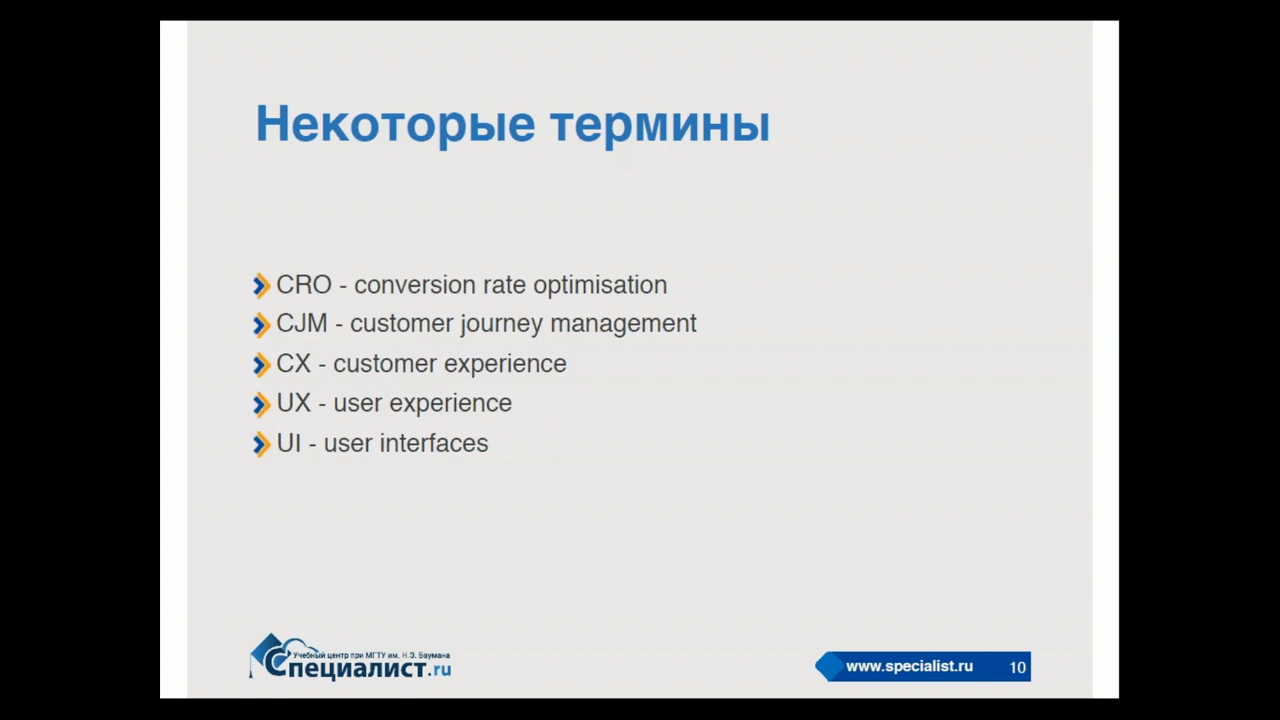 Некоторые термины
CRO - conversion rate optimisation
CJM - customer journey management
CX - customer experience
UX - user experience
UI - user interfaces
Учебный центр при МГТУ им. Н.Э. Баумана
Специалист.ru
www.specialist.ru 10